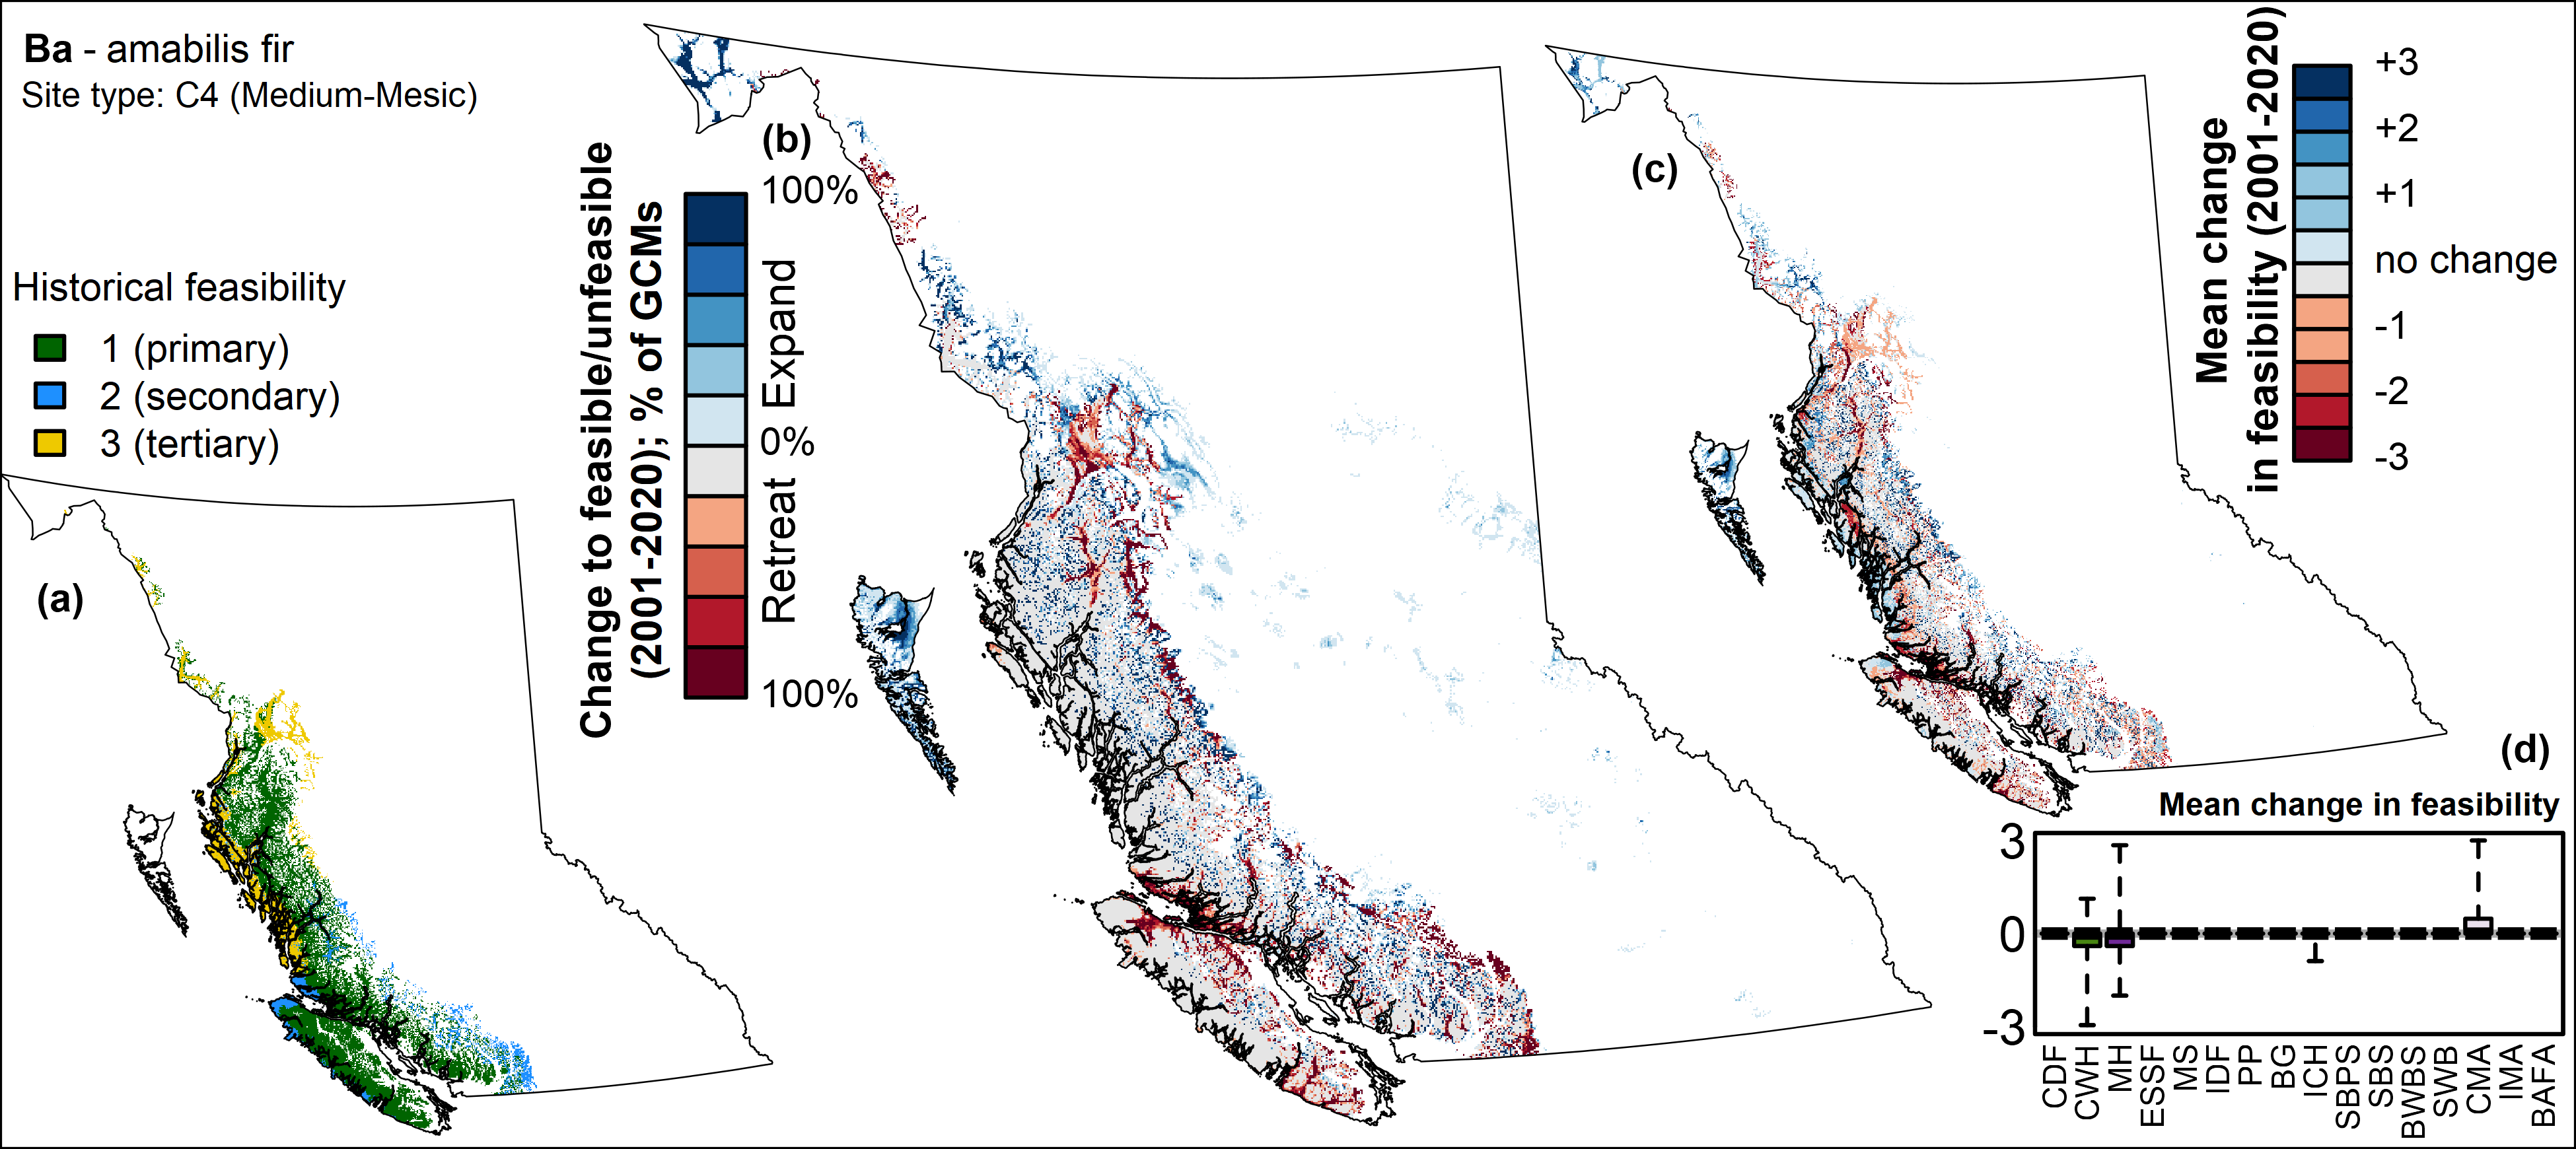 Ba - amabilis fir
Site type: C4 (Medium-Mesic)
Historical feasibility
1 (primary)
2 (secondary)
3 (tertiary)
(a)
Change to feasible/unfeasible
(2001-2020); % of GCMs
(b)
100%
Expand
0%
Retreat
100%
(c)
Mean change
in feasibility (2001-2020)
+3
+2
+1
no change
-1
-2
-3
(d)
Mean change in feasibility
3
0
-3
CDF
CWH
MH
ESSF
MS
IDF
PP
BG
ICH
SBPS
SBS
BWBS
SWB
CMA
IMA
BAFA